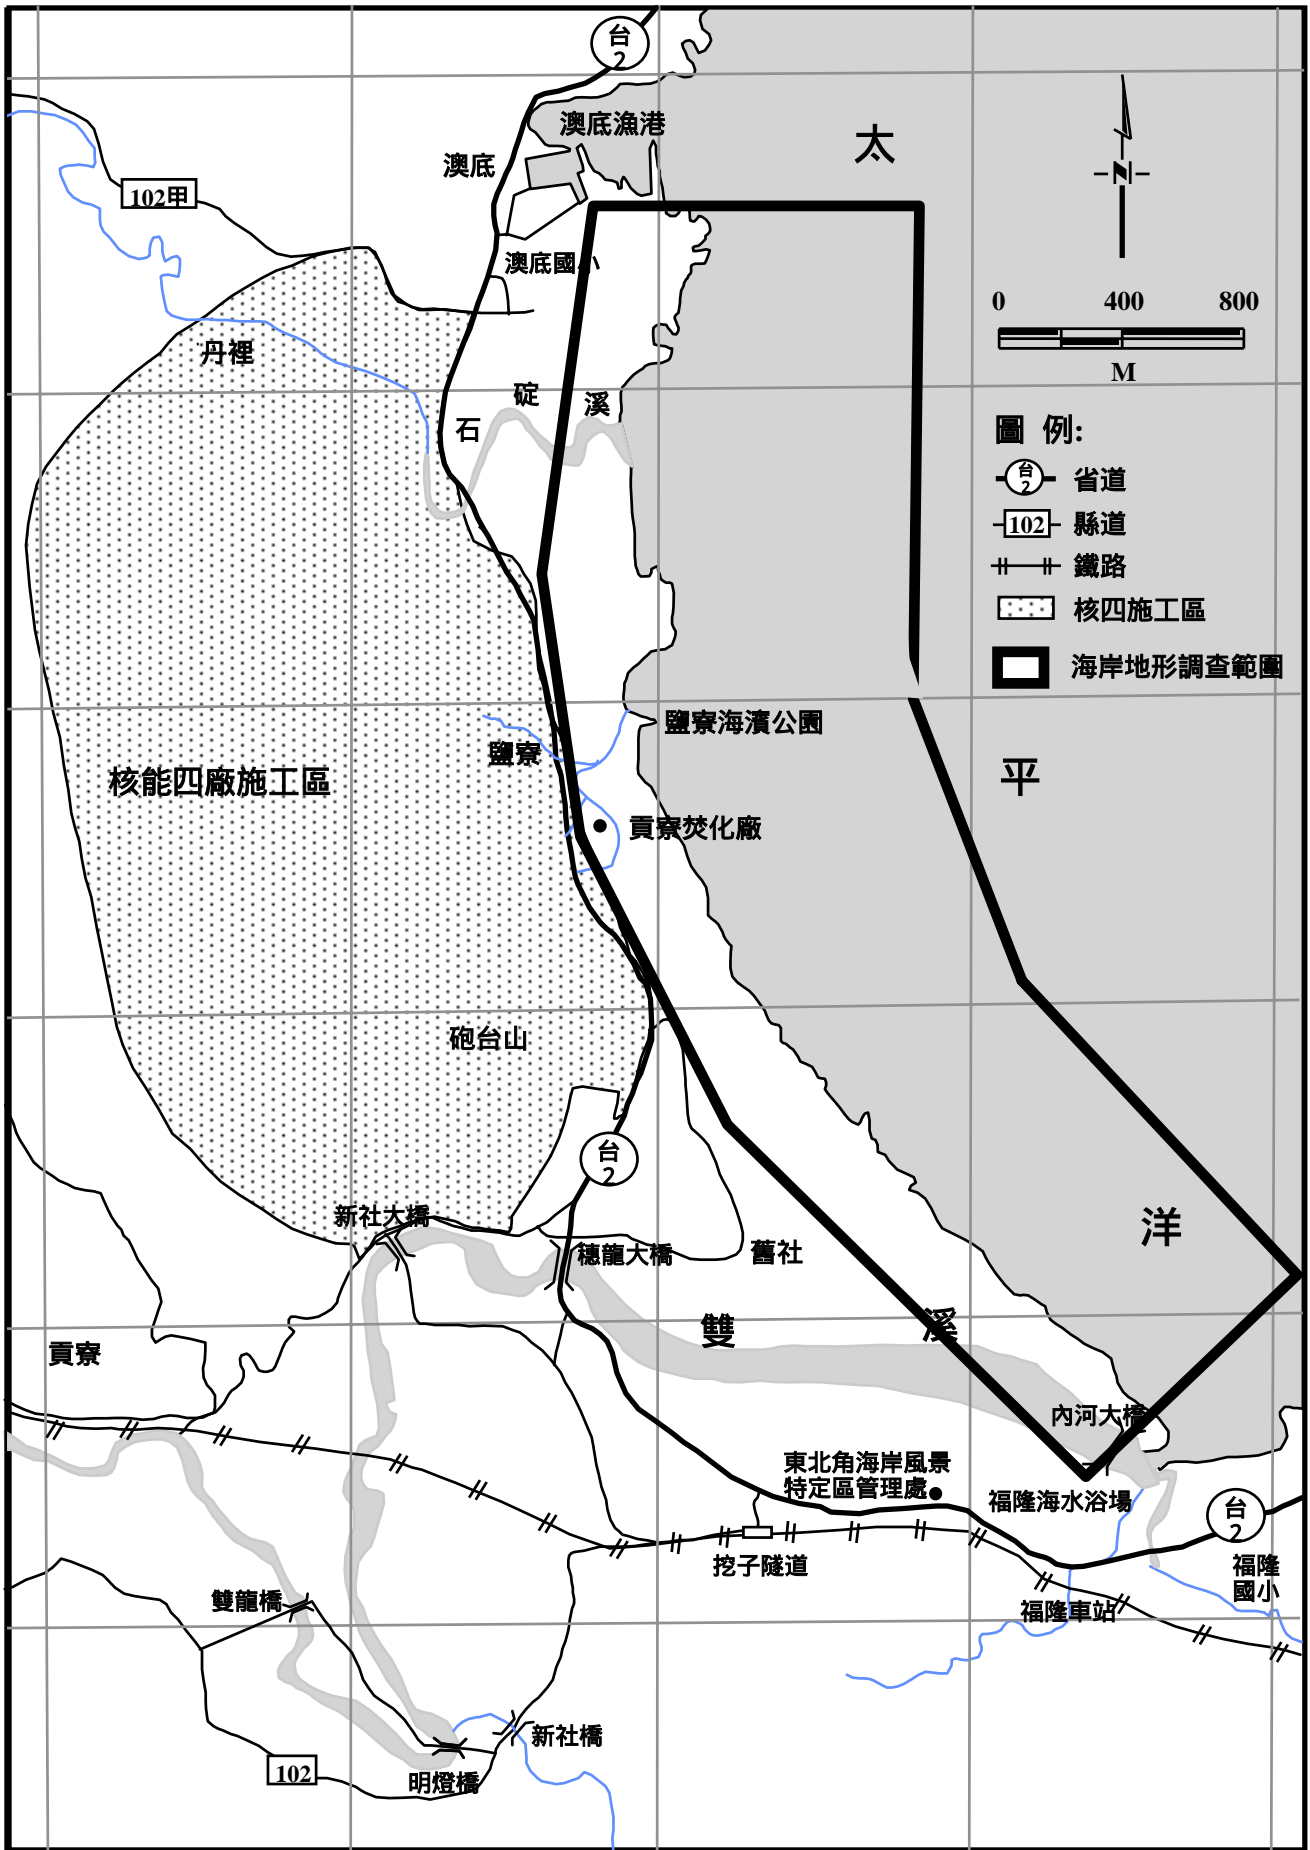 台
2
澳底漁港
太
澳底
102甲
N
澳底國小
0 400 800
M
丹裡
碇
溪
石
圖 例:
台
2
省道
102
縣道
鐵路
核四施工區
海岸地形調查範圍
鹽寮海濱公園
鹽寮
平
核能四廠施工區
貢寮焚化廠
砲台山
台
2
新社大橋
穗龍大橋
舊社
洋
雙
溪
貢寮
內河大橋
東北角海岸風景
特定區管理處
福隆海水浴場
台
2
挖子隧道
福隆
國小
雙龍橋
福隆車站
新社橋
102
明燈橋